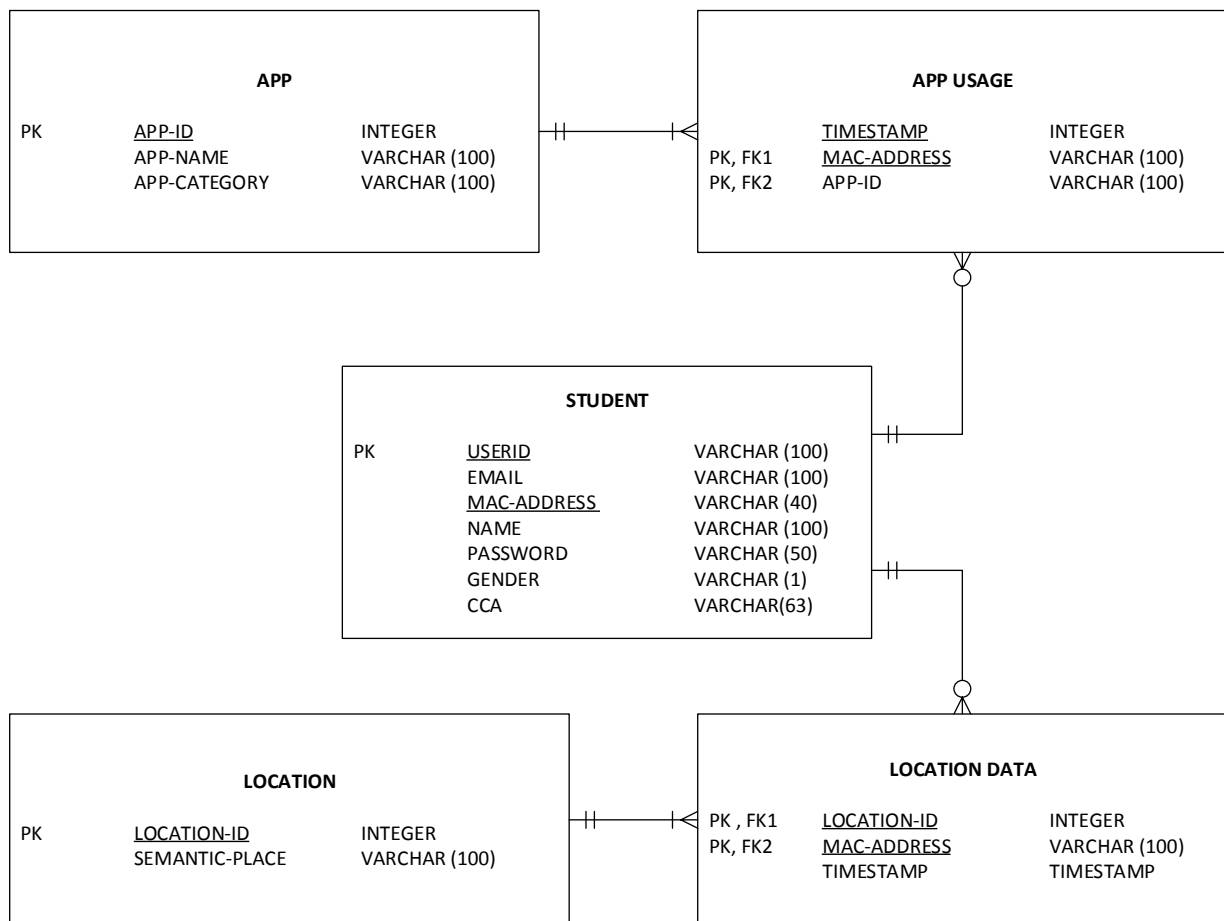 APP
PK APP-ID INTEGER
APP-NAME VARCHAR (100)
APP-CATEGORY VARCHAR (100)
APP USAGE
TIMESTAMP INTEGER
PK, FK1 MAC-ADDRESS VARCHAR (100)
PK, FK2 APP-ID VARCHAR (100)
STUDENT
PK USERID VARCHAR (100)
EMAIL VARCHAR (100)
MAC-ADDRESS VARCHAR (40)
NAME VARCHAR (100)
PASSWORD VARCHAR (50)
GENDER VARCHAR (1)
CCA VARCHAR(63)
LOCATION
PK LOCATION-ID INTEGER
SEMANTIC-PLACE VARCHAR (100)
LOCATION DATA
PK , FK1 LOCATION-ID INTEGER
PK, FK2 MAC-ADDRESS VARCHAR (100)
TIMESTAMP TIMESTAMP